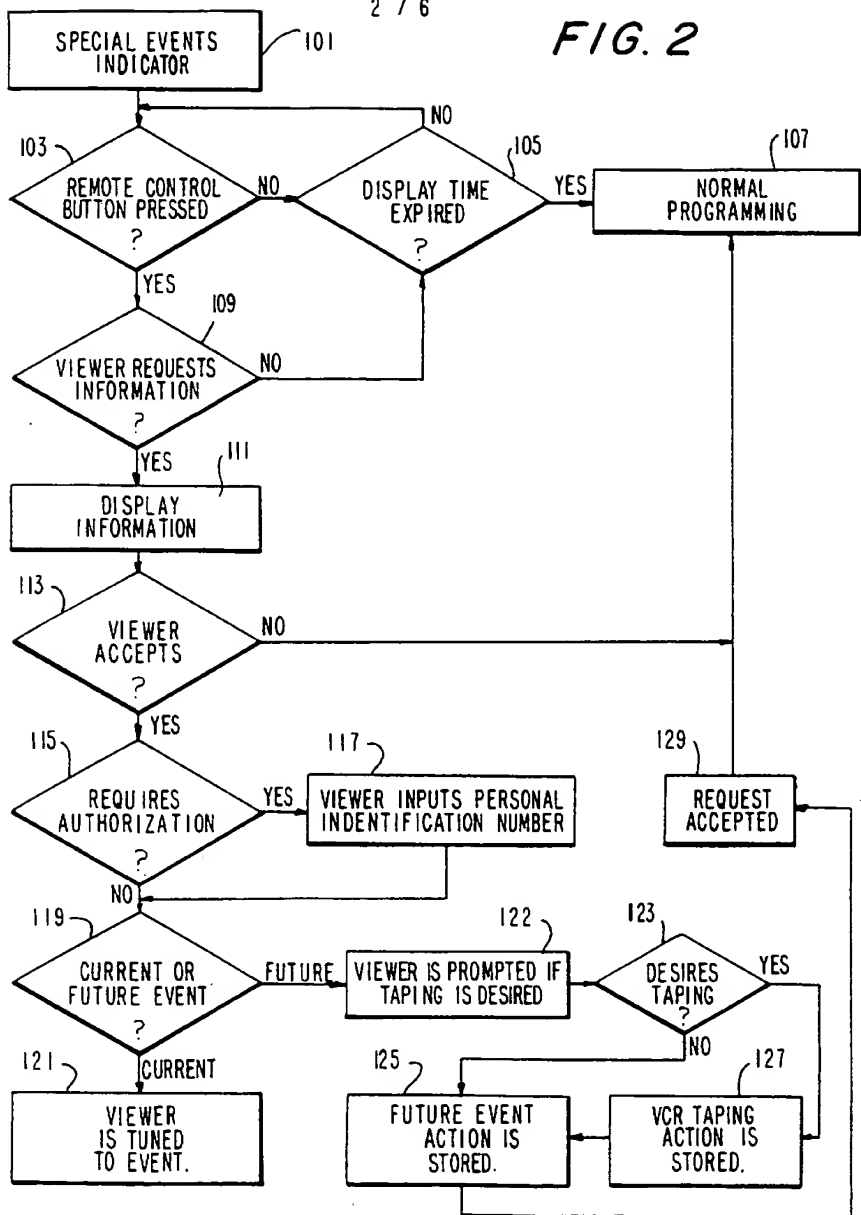 2 / 6
FIG. 2
SPECIAL EVENTS
INDICATOR
101
NO
103
REMOTE CONTROL
BUTTON PRESSED
?
NO
105
DISPLAY TIME
EXPIRED
?
YES
107
NORMAL
PROGRAMMING
YES
109
VIEWER REQUESTS
INFORMATION
?
NO
YES
111
DISPLAY
INFORMATION
113
VIEWER
ACCEPTS
?
NO
YES
115
REQUIRES
AUTHORIZATION
?
YES
117
VIEWER INPUTS PERSONAL
INDENTIFICATION NUMBER
129
REQUEST
ACCEPTED
NO
119
CURRENT OR
FUTURE EVENT
?
FUTURE
122
VIEWER IS PROMPTED IF
TAPING IS DESIRED
123
DESIRES
TAPING
?
YES
NO
CURRENT
121
VIEWER
IS TUNED
TO EVENT.
125
FUTURE EVENT
ACTION IS
STORED.
127
VCR TAPING
ACTION IS
STORED.